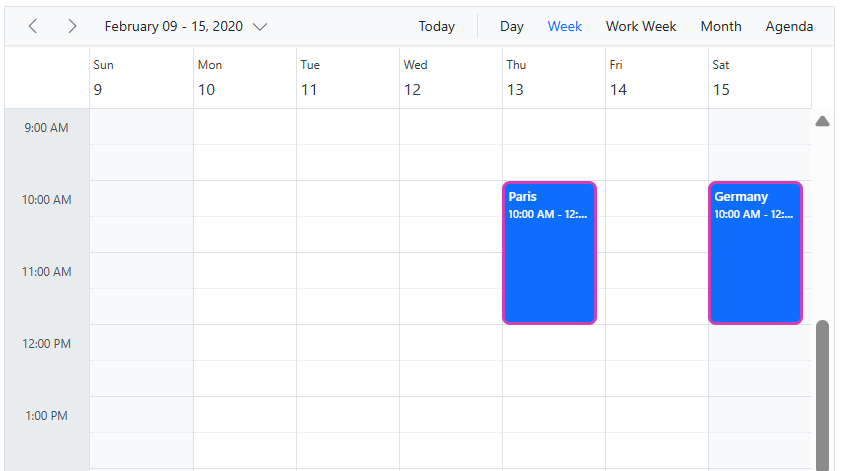 February 09 - 15, 2020 Today Day Week Work Week Month Agenda
Sun Mon Tue Wed Thu Fri Sat
9 10 11 12 13 14 15
9:00 AM
10:00 AM
Paris Germany
10:00 AM - 12:... 10:00 AM - 12:...
11:00 AM
12:00 PM
1:00 PM